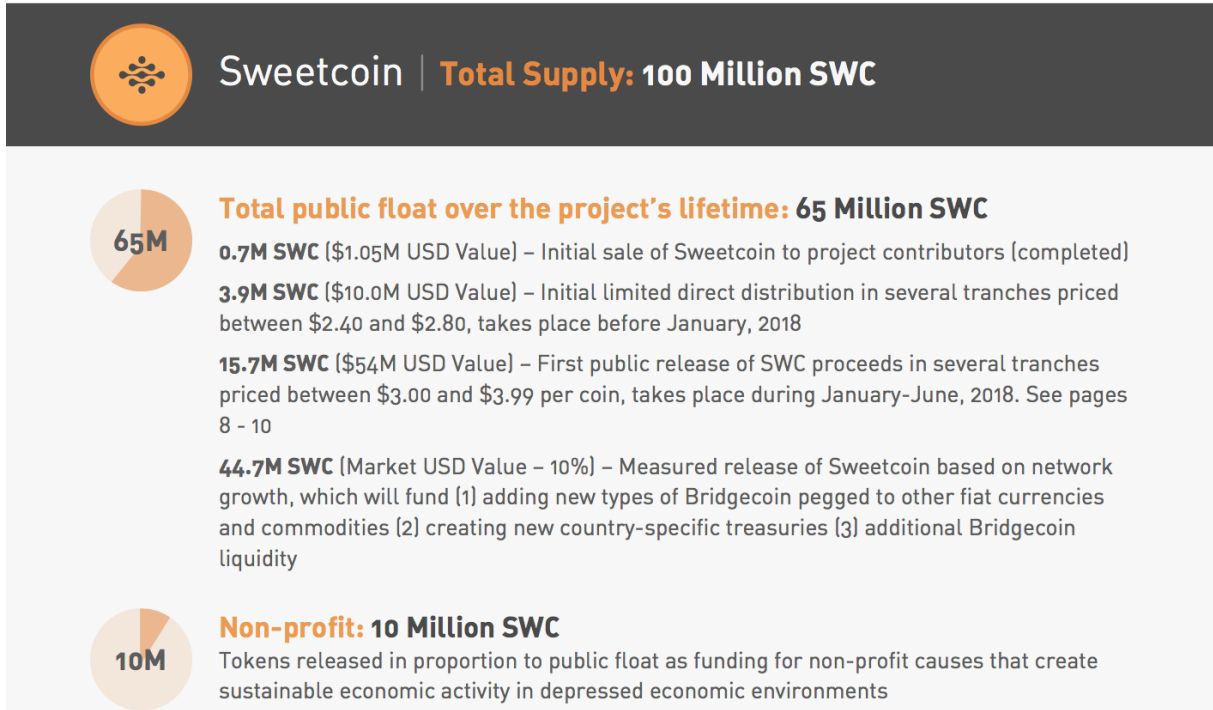 Sweetcoin | Total Supply: 100 Million SWC
65M
Total public float over the project's lifetime: 65 Million SWC
0.7M SWC ($1.05M USD Value) – Initial sale of Sweetcoin to project contributors (completed)
3.9M SWC ($10.0M USD Value) – Initial limited direct distribution in several tranches priced
between $2.40 and $2.80, takes place before January, 2018
15.7M SWC ($54M USD Value) – First public release of SWC proceeds in several tranches
priced between $3.00 and $3.99 per coin, takes place during January-June, 2018. See pages
8 - 10
44.7M SWC (Market USD Value – 10%) – Measured release of Sweetcoin based on network
growth, which will fund (1) adding new types of Bridgecoin pegged to other fiat currencies
and commodities (2) creating new country-specific treasuries (3) additional Bridgecoin
liquidity
10M
Non-profit: 10 Million SWC
Tokens released in proportion to public float as funding for non-profit causes that create
sustainable economic activity in depressed economic environments